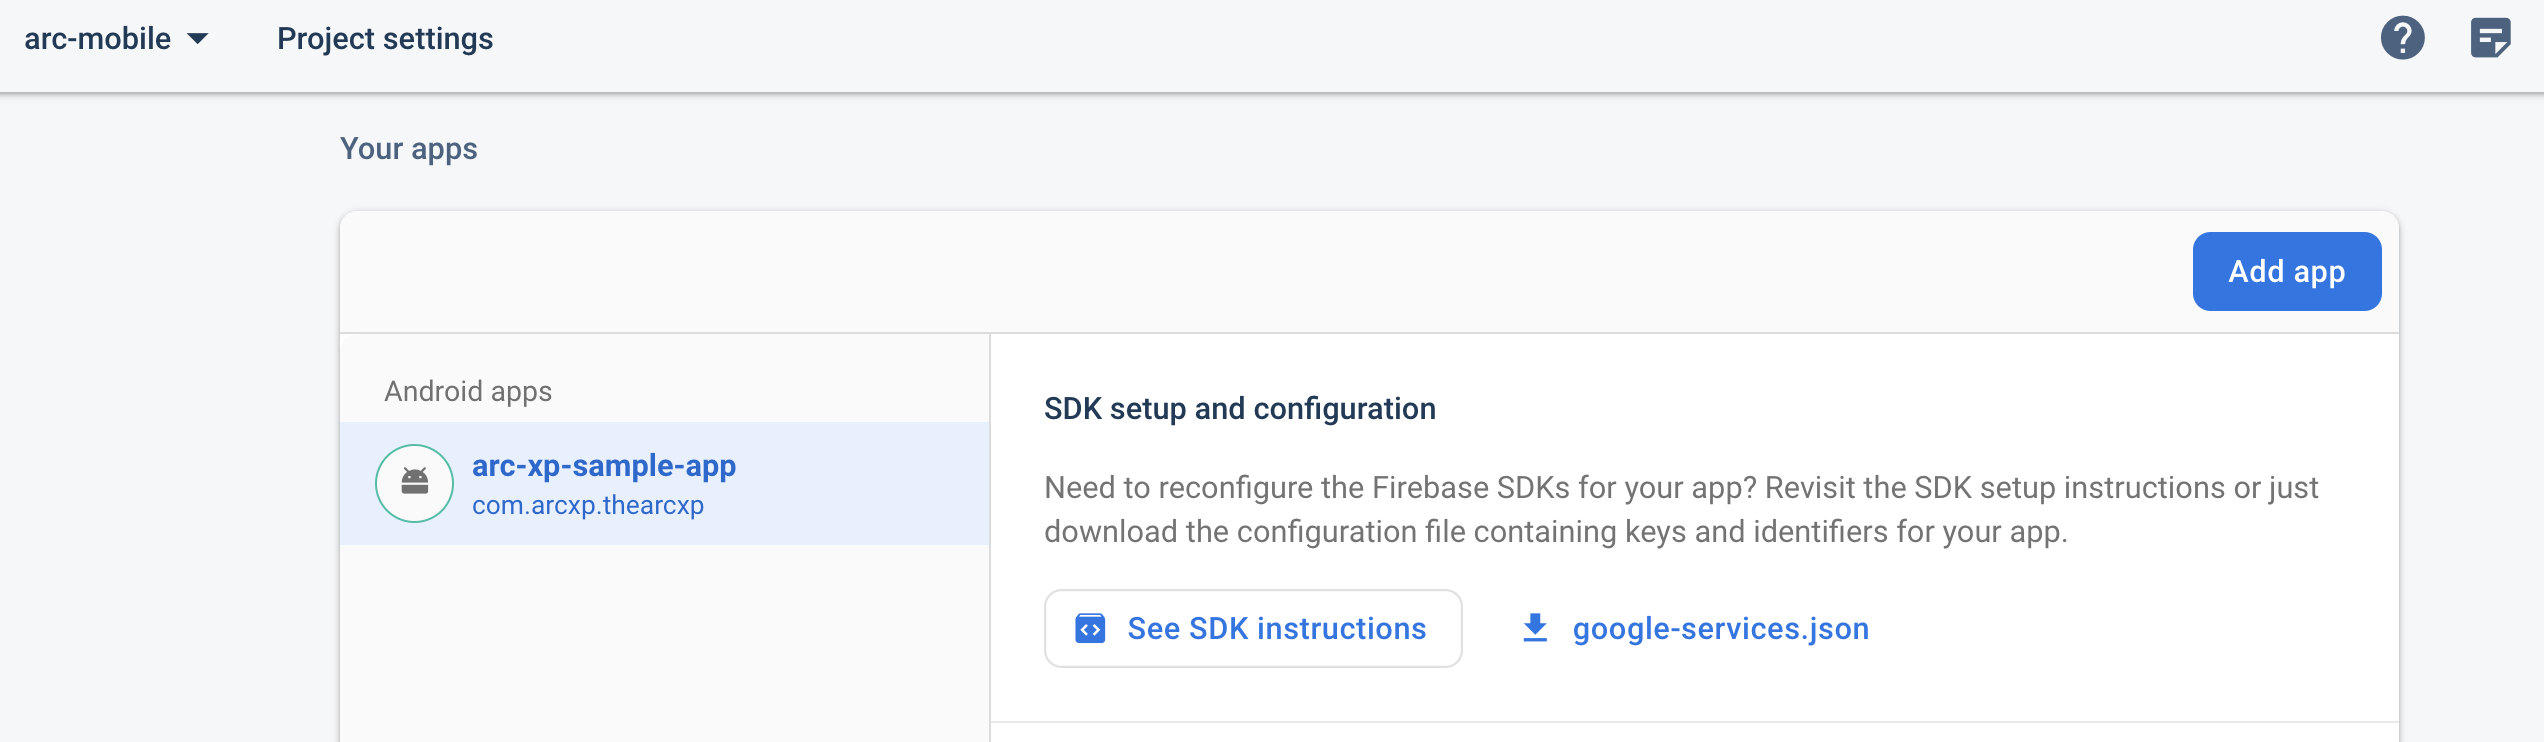 arc-mobile
Project settings
Your apps
Add app
Android apps
arc-xp-sample-app
com.arcxp.thearcxp
SDK setup and configuration
Need to reconfigure the Firebase SDKs for your app? Revisit the SDK setup instructions or just
download the configuration file containing keys and identifiers for your app.
See SDK instructions
google-services.json